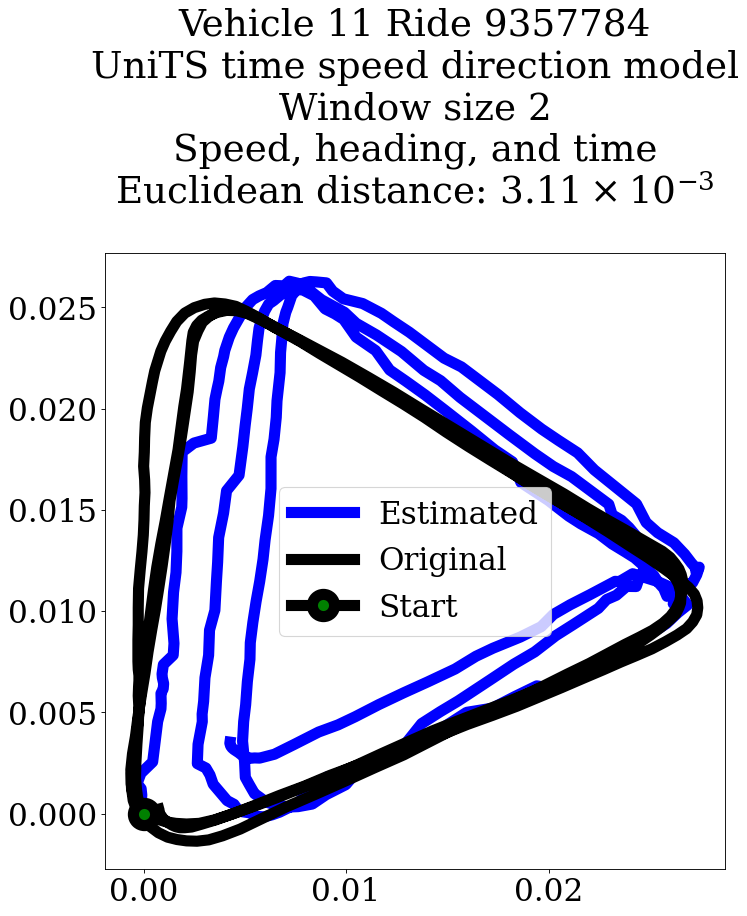 Vehicle 11 Ride 9357784
UniTS time speed direction model
Window size 2
Speed, heading, and time
Euclidean distance: 3.11 × 10⁻³
0.025
0.020
0.015
0.010
0.005
0.000
Estimated
Original
Start
0.00 0.01 0.02